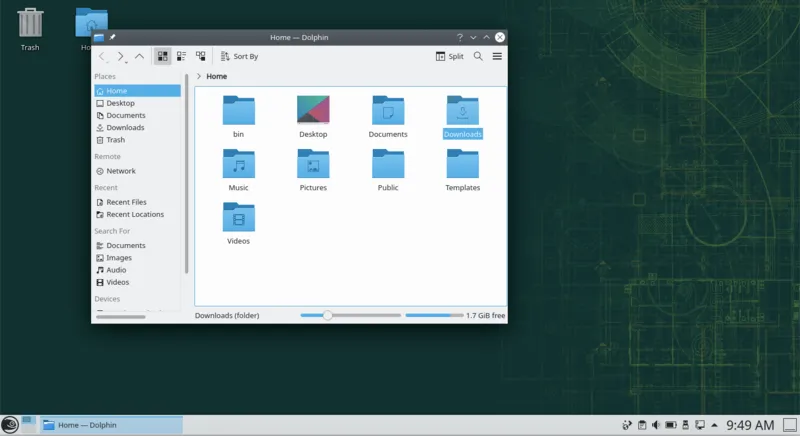 Trash
Ho
Home — Dolphin
?
Sort By
Split
Places
Home
Home
Desktop
Documents
Downloads
Trash
Remote
Network
Recent
Recent Files
Recent Locations
Search For
Documents
Images
Audio
Videos
Devices
bin
Desktop
Documents
Downloads
Music
Pictures
Public
Templates
Videos
Downloads (folder)
1.7 GiB free
Home — Dolphin
9:49 AM